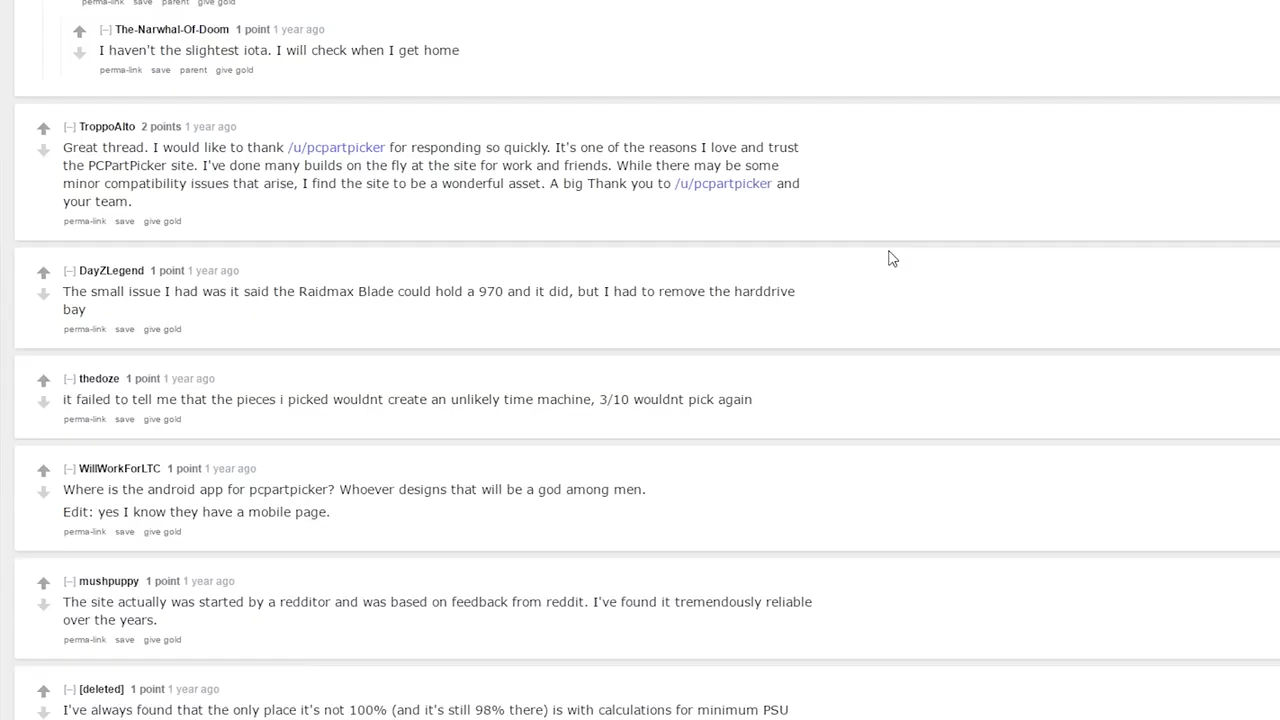 perma-link save parent give gold
[–] The-Narwhal-Of-Doom 1 point 1 year ago
I haven't the slightest iota. I will check when I get home
perma-link save parent give gold
[–] TroppoAlto 2 points 1 year ago
Great thread. I would like to thank /u/pcpartpicker for responding so quickly. It's one of the reasons I love and trust
the PCPartPicker site. I've done many builds on the fly at the site for work and friends. While there may be some
minor compatibility issues that arise, I find the site to be a wonderful asset. A big Thank you to /u/pcpartpicker and
your team.
perma-link save give gold
[–] DayZLegend 1 point 1 year ago
The small issue I had was it said the Raidmax Blade could hold a 970 and it did, but I had to remove the harddrive
bay
perma-link save give gold
[–] thedoze 1 point 1 year ago
it failed to tell me that the pieces i picked wouldnt create an unlikely time machine, 3/10 wouldnt pick again
perma-link save give gold
[–] WillWorkForLTC 1 point 1 year ago
Where is the android app for pcpartpicker? Whoever designs that will be a god among men.
Edit: yes I know they have a mobile page.
perma-link save give gold
[–] mushpuppy 1 point 1 year ago
The site actually was started by a redditor and was based on feedback from reddit. I've found it tremendously reliable
over the years.
perma-link save give gold
[–] [deleted] 1 point 1 year ago
I've always found that the only place it's not 100% (and it's still 98% there) is with calculations for minimum PSU